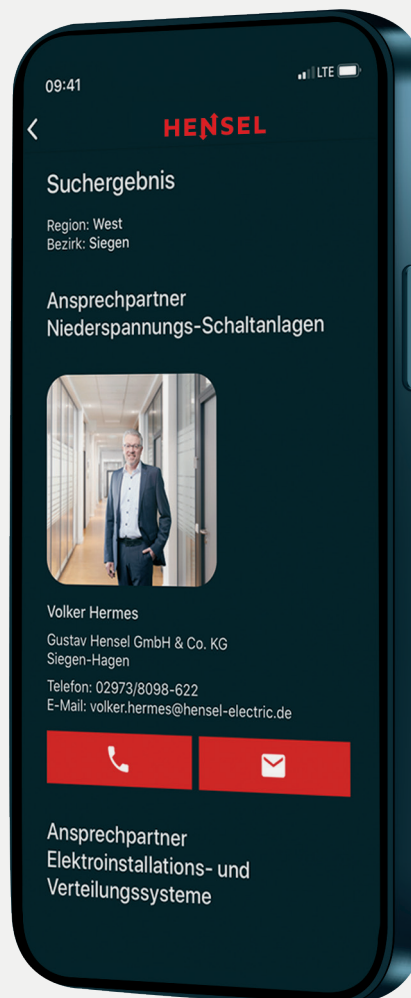 09:41
LTE
HENSEL
Suchergebnis
Region: West
Bezirk: Siegen
Ansprechpartner
Niederspannungs-Schaltanlagen
Volker Hermes
Gustav Hensel GmbH & Co. KG
Siegen-Hagen
Telefon: 02973/8098-622
E-Mail: volker.hermes@hensel-electric.de
Ansprechpartner
Elektroinstallations- und
Verteilungssysteme